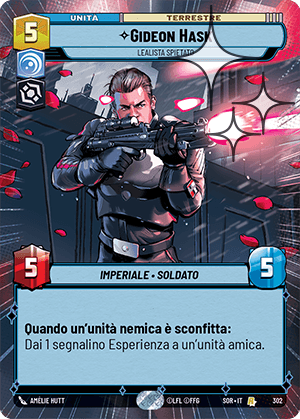 UNITÀ
TERRESTRE
5
GIDEON HASK
LEALISTA SPIETATO
5
IMPERIALE • SOLDATO
5
Quando un'unità nemica è sconfitta:
Dai 1 segnalino Esperienza a un'unità amica.
AMÉLIE HUTT
©LFL ©FFG
SOR • IT
302